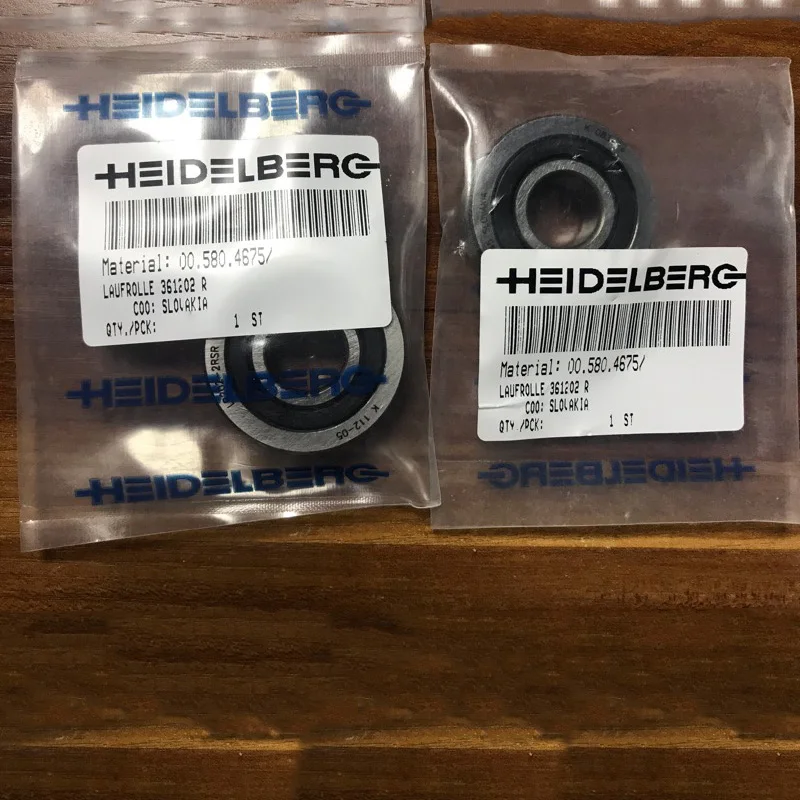 HEIDELBERG
HEIDELBERG
Material: 00.580.4675/
LAUFROLLE 361202 R
COO: SLOVAKIA
QTY./PCK: 1 ST
2RSR
K 112-05
HEIDELBERG
HEIDELBERG
HEIDELBERG
Material: 00.580.4675/
LAUFROLLE 361202 R
COO: SLOVAKIA
QTY./PCK: 1 ST
HEIDELBERG